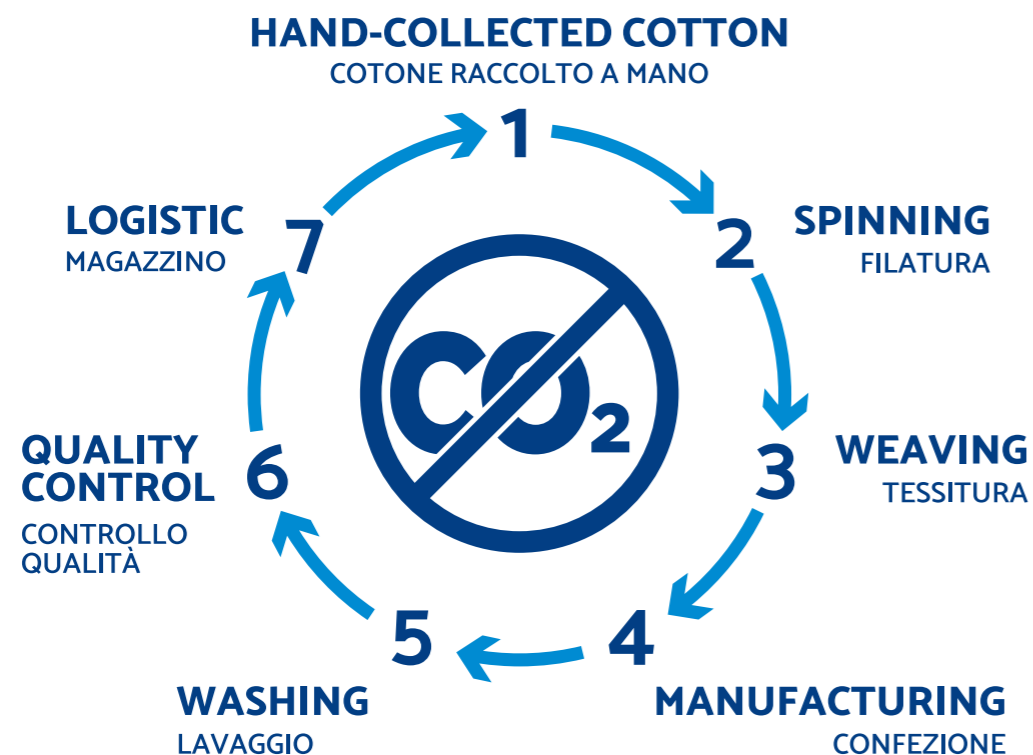 HAND-COLLECTED COTTON
COTONE RACCOLTO A MANO
1
2
SPINNING
FILATURA
3
WEAVING
TESSITURA
4
MANUFACTURING
CONFEZIONE
5
WASHING
LAVAGGIO
6
QUALITY
CONTROL
CONTROLLO
QUALITÀ
7
LOGISTIC
MAGAZZINO
CO2